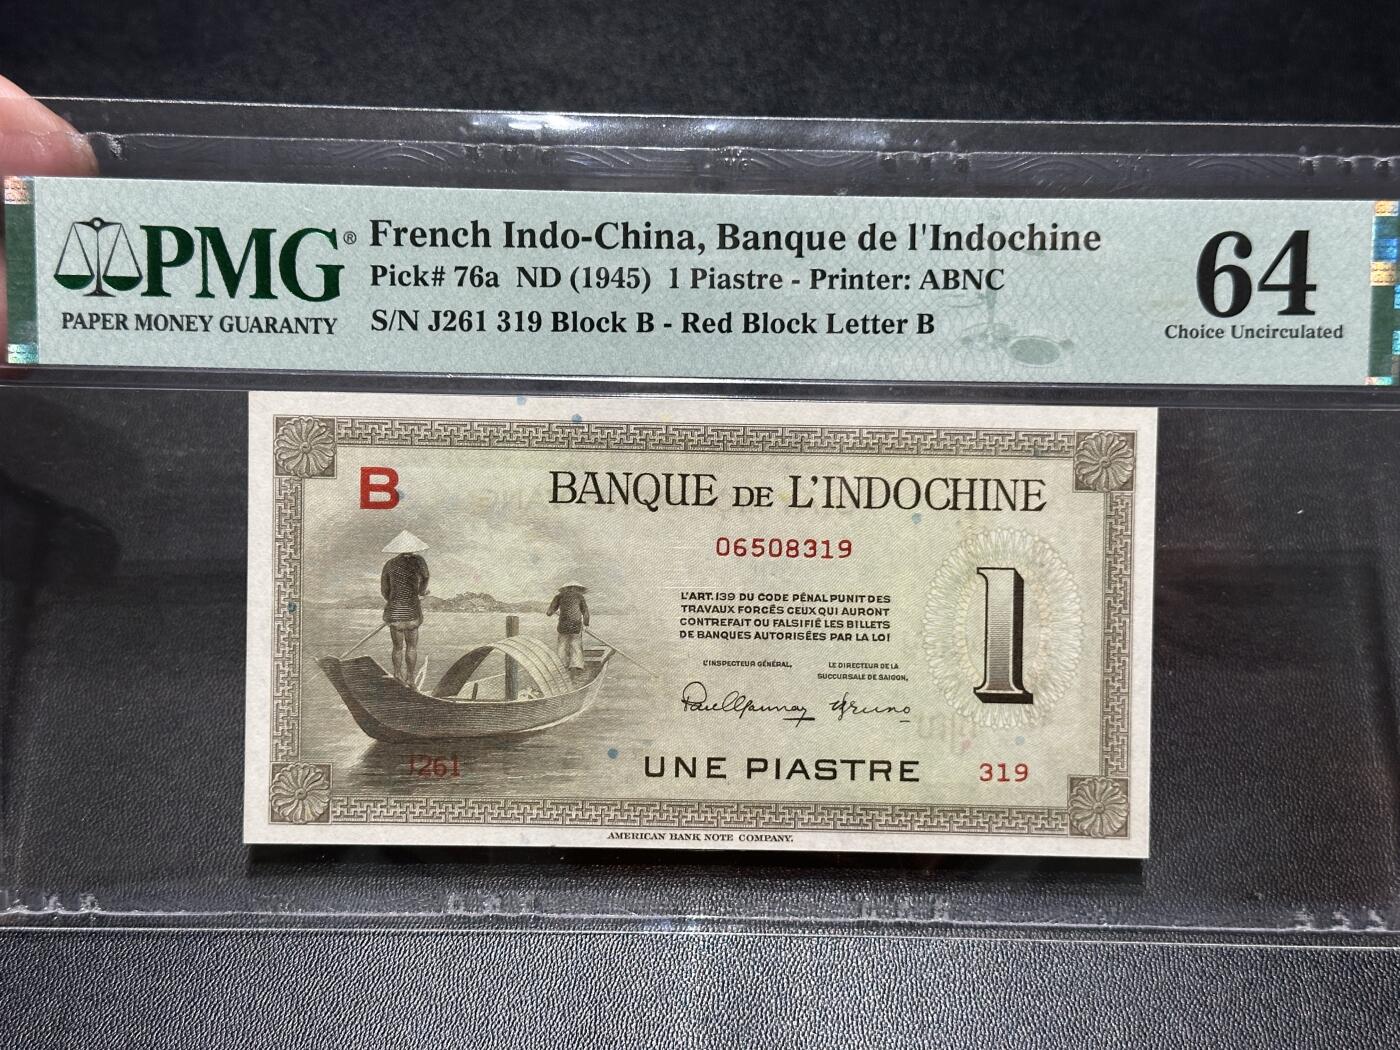 PMG®
PAPER MONEY GUARANTY
French Indo-China, Banque de l'Indochine
Pick# 76a ND (1945) 1 Piastre - Printer: ABNC
S/N J261 319 Block B - Red Block Letter B
64
Choice Uncirculated
B
BANQUE DE L'INDOCHINE
06508319
L'ART.139 DU CODE PÉNAL PUNIT DES
TRAVAUX FORCÉS CEUX QUI AURONT
CONTREFAIT OU FALSIFIÉ LES BILLETS
DE BANQUES AUTORISÉES PAR LA LOI
1
L'INSPECTEUR GÉNÉRAL,
LE DIRECTEUR DE LA
SUCCURSALE DE SAIGON,
J261
UNE PIASTRE
319
AMERICAN BANK NOTE COMPANY.